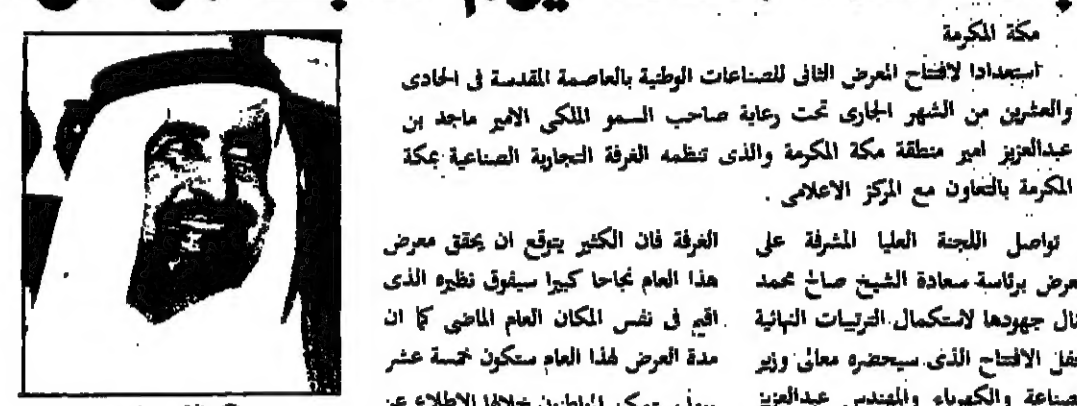 مكة المكرمة
استعدادا لافتتاح المعرض الثانى للصناعات الوطنية بالعاصمة المقدسة فى الحادى
والعشرين من الشهر الجارى تحت رعاية صاحب السمو الملكى الامير ماجد بن
عبدالعزيز امير منطقة مكة المكرمة والذى تنظمه الغرفة التجارية الصناعية بمكة
المكرمة بالتعاون مع المركز الاعلامى .
تواصل اللجنة العليا المشرفة على
برئاسة سعادة الشيخ صالح محمد
جهودها لاستكمال الترتيبات النهائية
الافتتاح الذى سيحضره معالى وزير
والكهرباء والمهندس عبدالعزيز
الغرفة فان الكثير يتوقع ان يحقق معرض
هذا العام نجاحا كبيرا سيفوق نظيره الذى
اقيم فى نفس المكان العام الماضى كما ان
مدة العرض لهذا العام ستكون خمسة عشر
خلالها الاطلاع عن